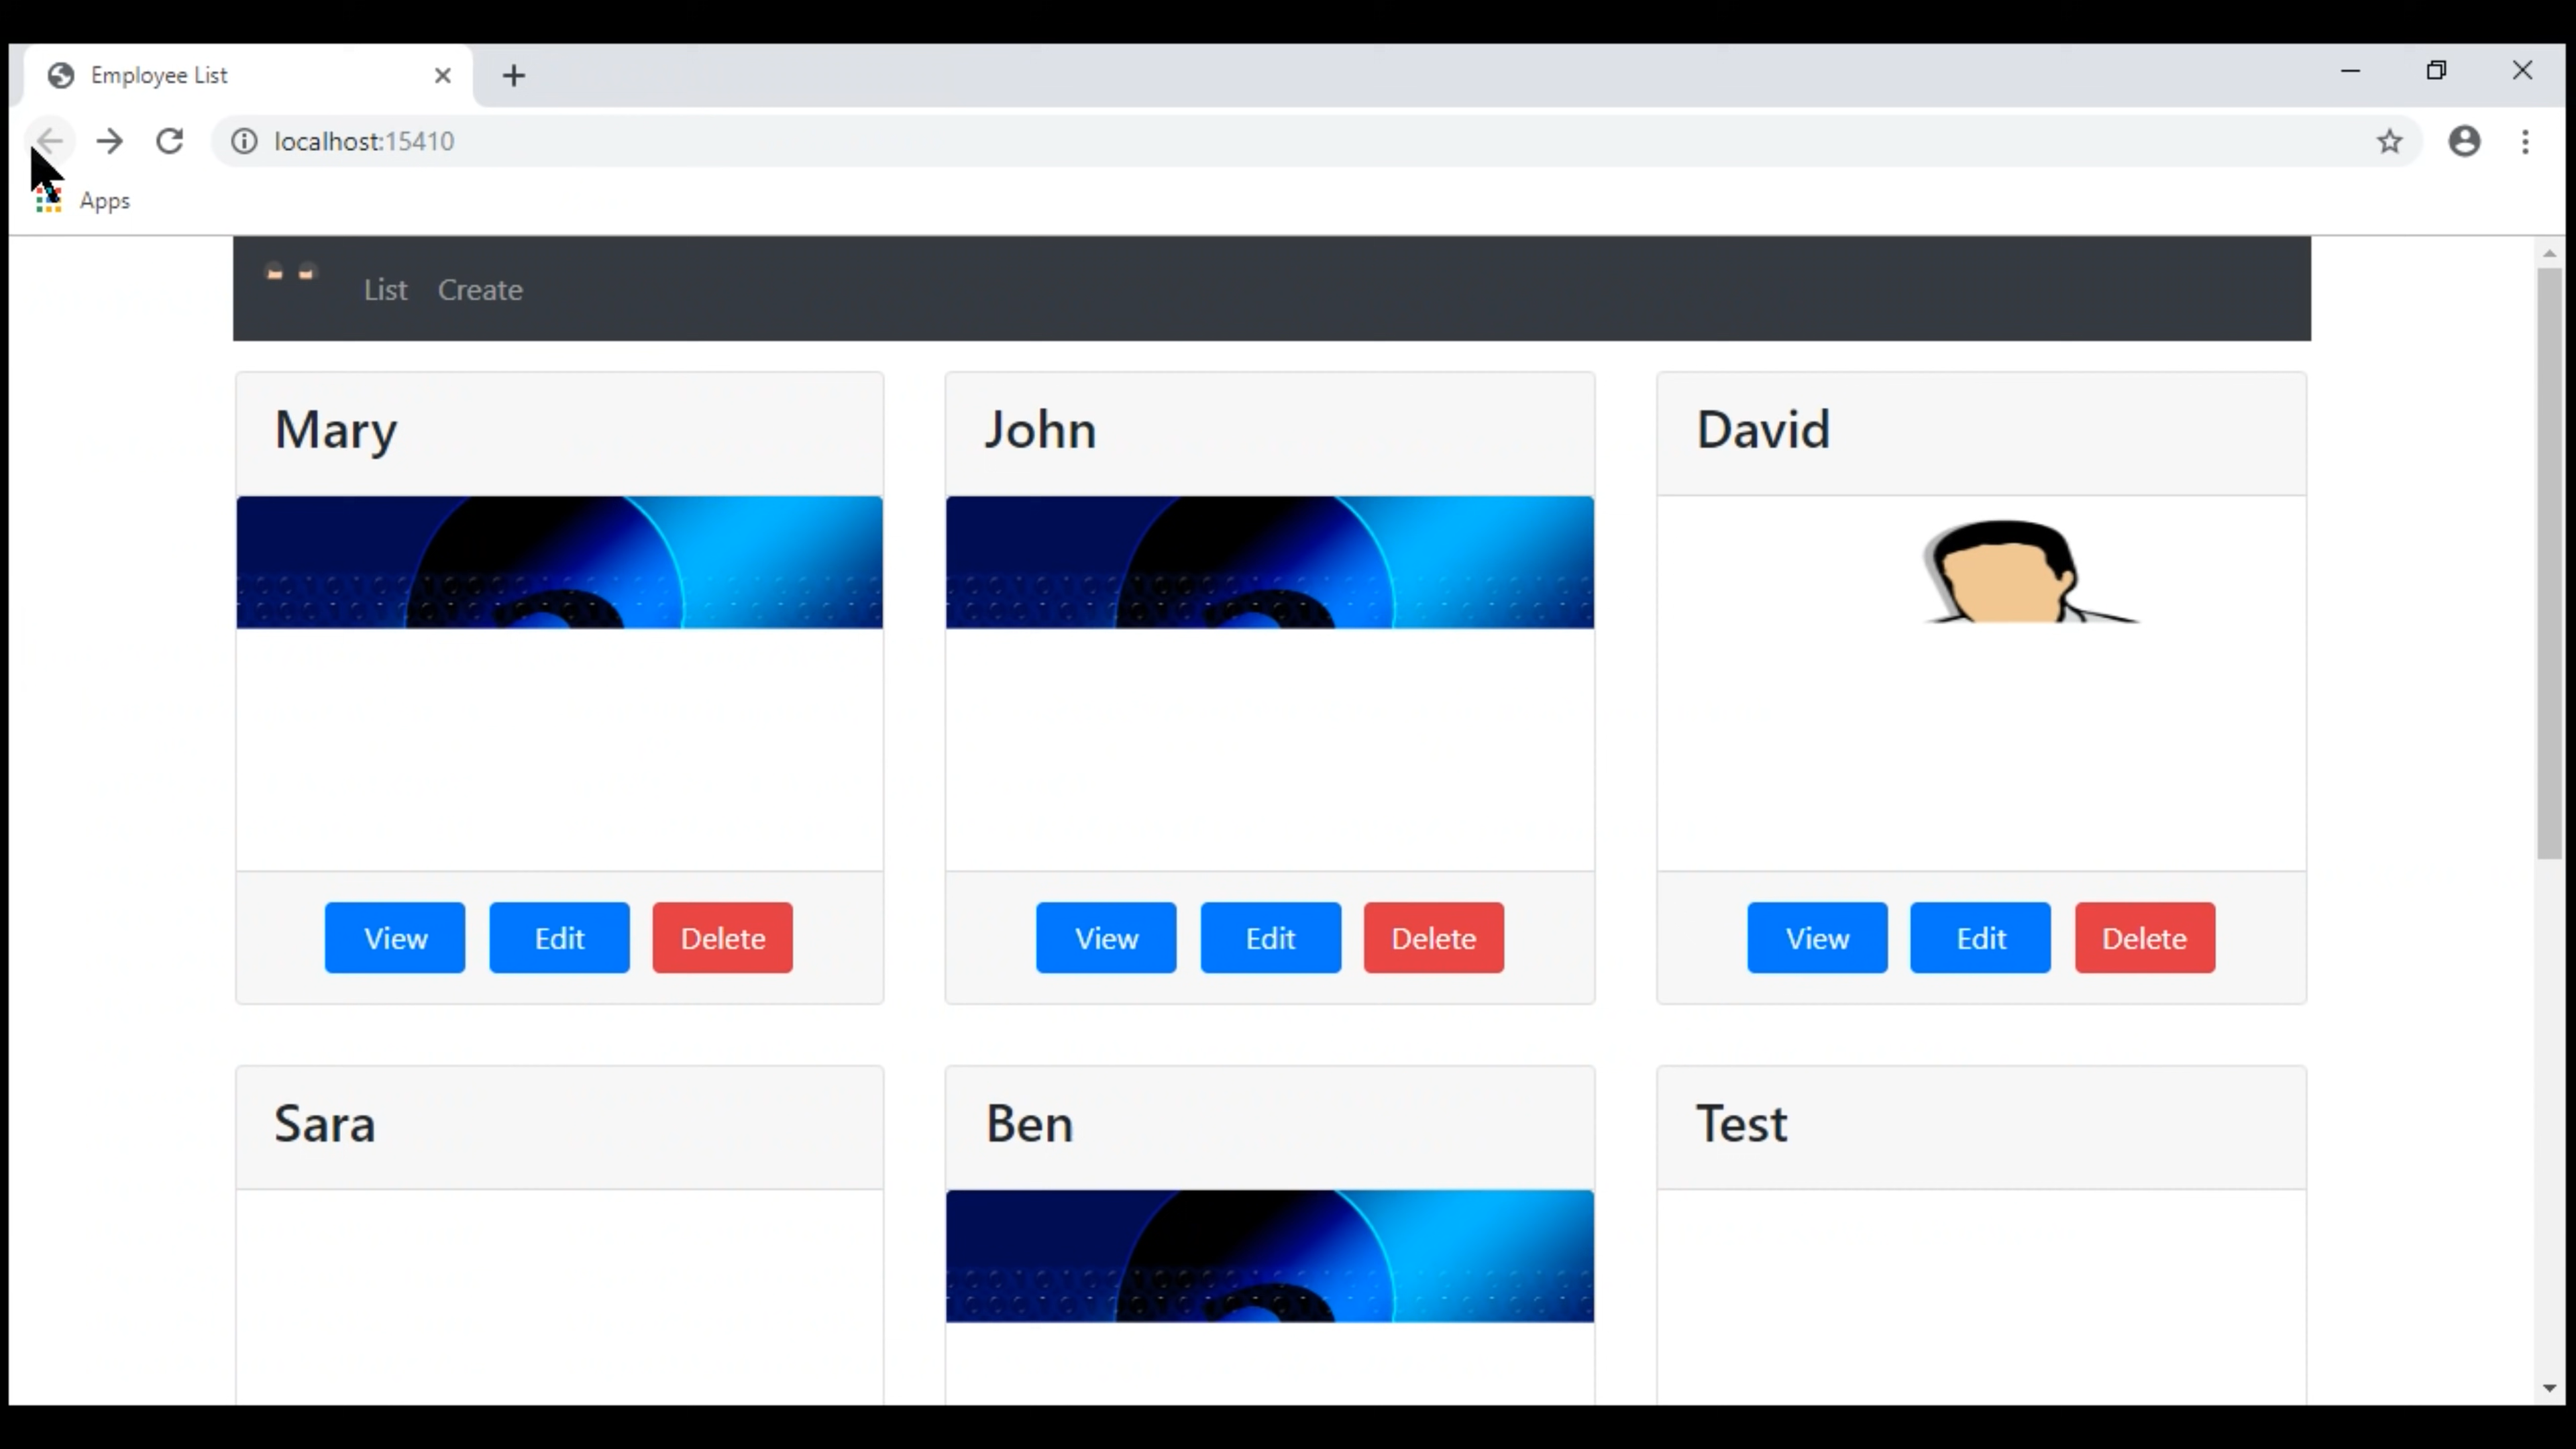 Employee List
localhost:15410
Apps
List Create
Mary John David
View Edit Delete View Edit Delete View Edit Delete
Sara Ben Test